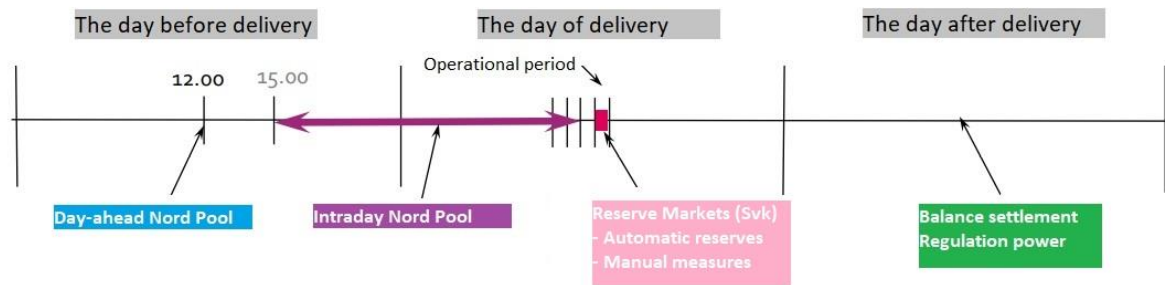 The day before delivery
The day of delivery
The day after delivery
Operational period
12.00
15.00
Day-ahead Nord Pool
Intraday Nord Pool
Reserve Markets (Svk)
- Automatic reserves
- Manual measures
Balance settlement
Regulation power